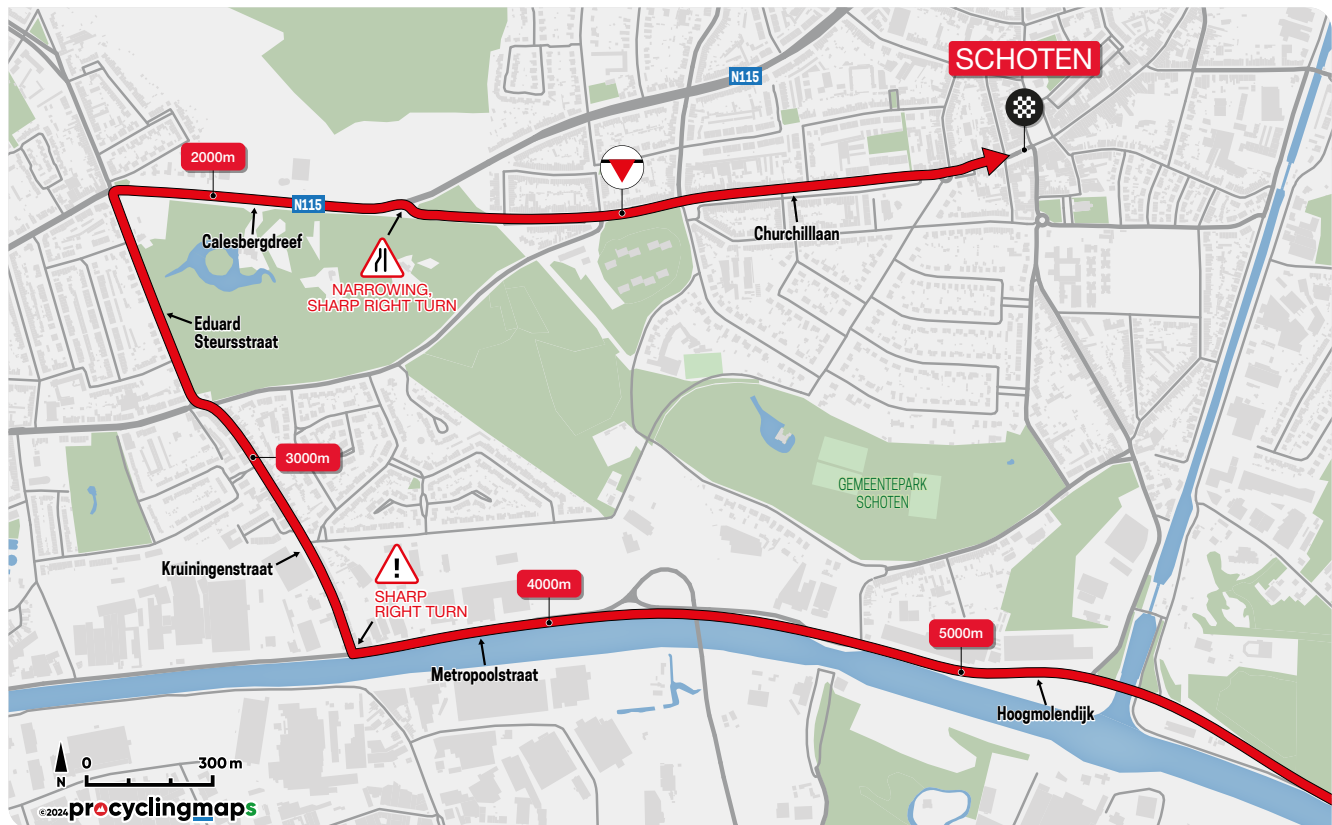 SCHOTEN
N115
2000m
N115
Calesbergdreef
Churchilllaan
NARROWING,
SHARP RIGHT TURN
Eduard
Steursstraat
3000m
GEMEENTEPARK
SCHOTEN
Kruiningenstraat
!
SHARP
RIGHT TURN
4000m
5000m
Metropoolstraat
Hoogmolendijk
N
0
300 m
©2024 procyclingmaps